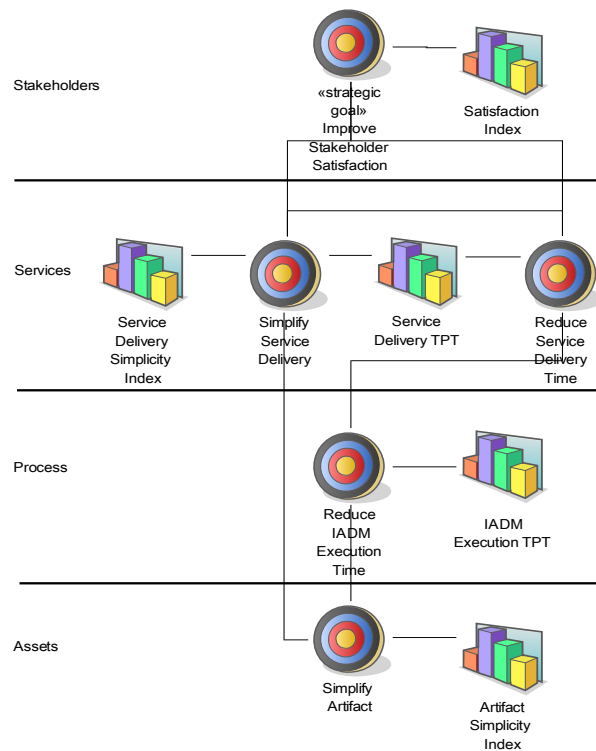 Stakeholders
«strategic
goal»
Improve
Stakeholder
Satisfaction
Satisfaction
Index
Services
Service
Delivery
Simplicity
Index
Simplify
Service
Delivery
Service
Delivery TPT
Reduce
Service
Delivery
Time
Process
Reduce
IADM
Execution
Time
IADM
Execution TPT
Assets
Simplify
Artifact
Artifact
Simplicity
Index